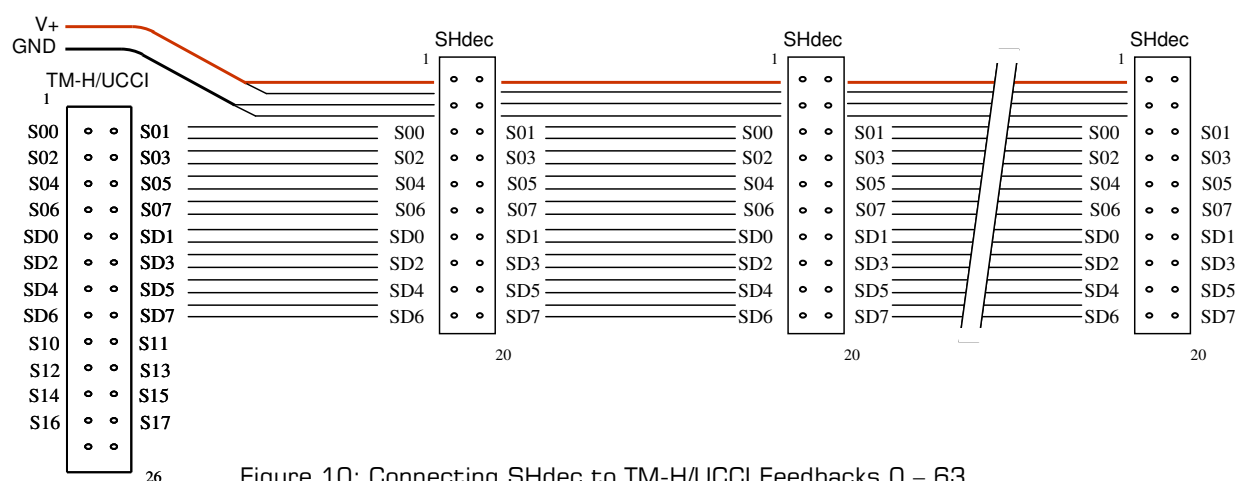 V+
GND
SHdec
SHdec
SHdec
1
1
1
TM-H/UCCI
1
S00 S01 S00 S01 S00 S01 S00 S01
S02 S03 S02 S03 S02 S03 S02 S03
S04 S05 S04 S05 S04 S05 S04 S05
S06 S07 S06 S07 S06 S07 S06 S07
SD0 SD1 SD0 SD1 SD0 SD1 SD0 SD1
SD2 SD3 SD2 SD3 SD2 SD3 SD2 SD3
SD4 SD5 SD4 SD5 SD4 SD5 SD4 SD5
SD6 SD7 SD6 SD7 SD6 SD7 SD6 SD7
S10 S11
20 20 20
S12 S13
S14 S15
S16 S17
26
Figure 10: Connecting SHdec to TM-H/UCCI Feedbacks 0 – 63